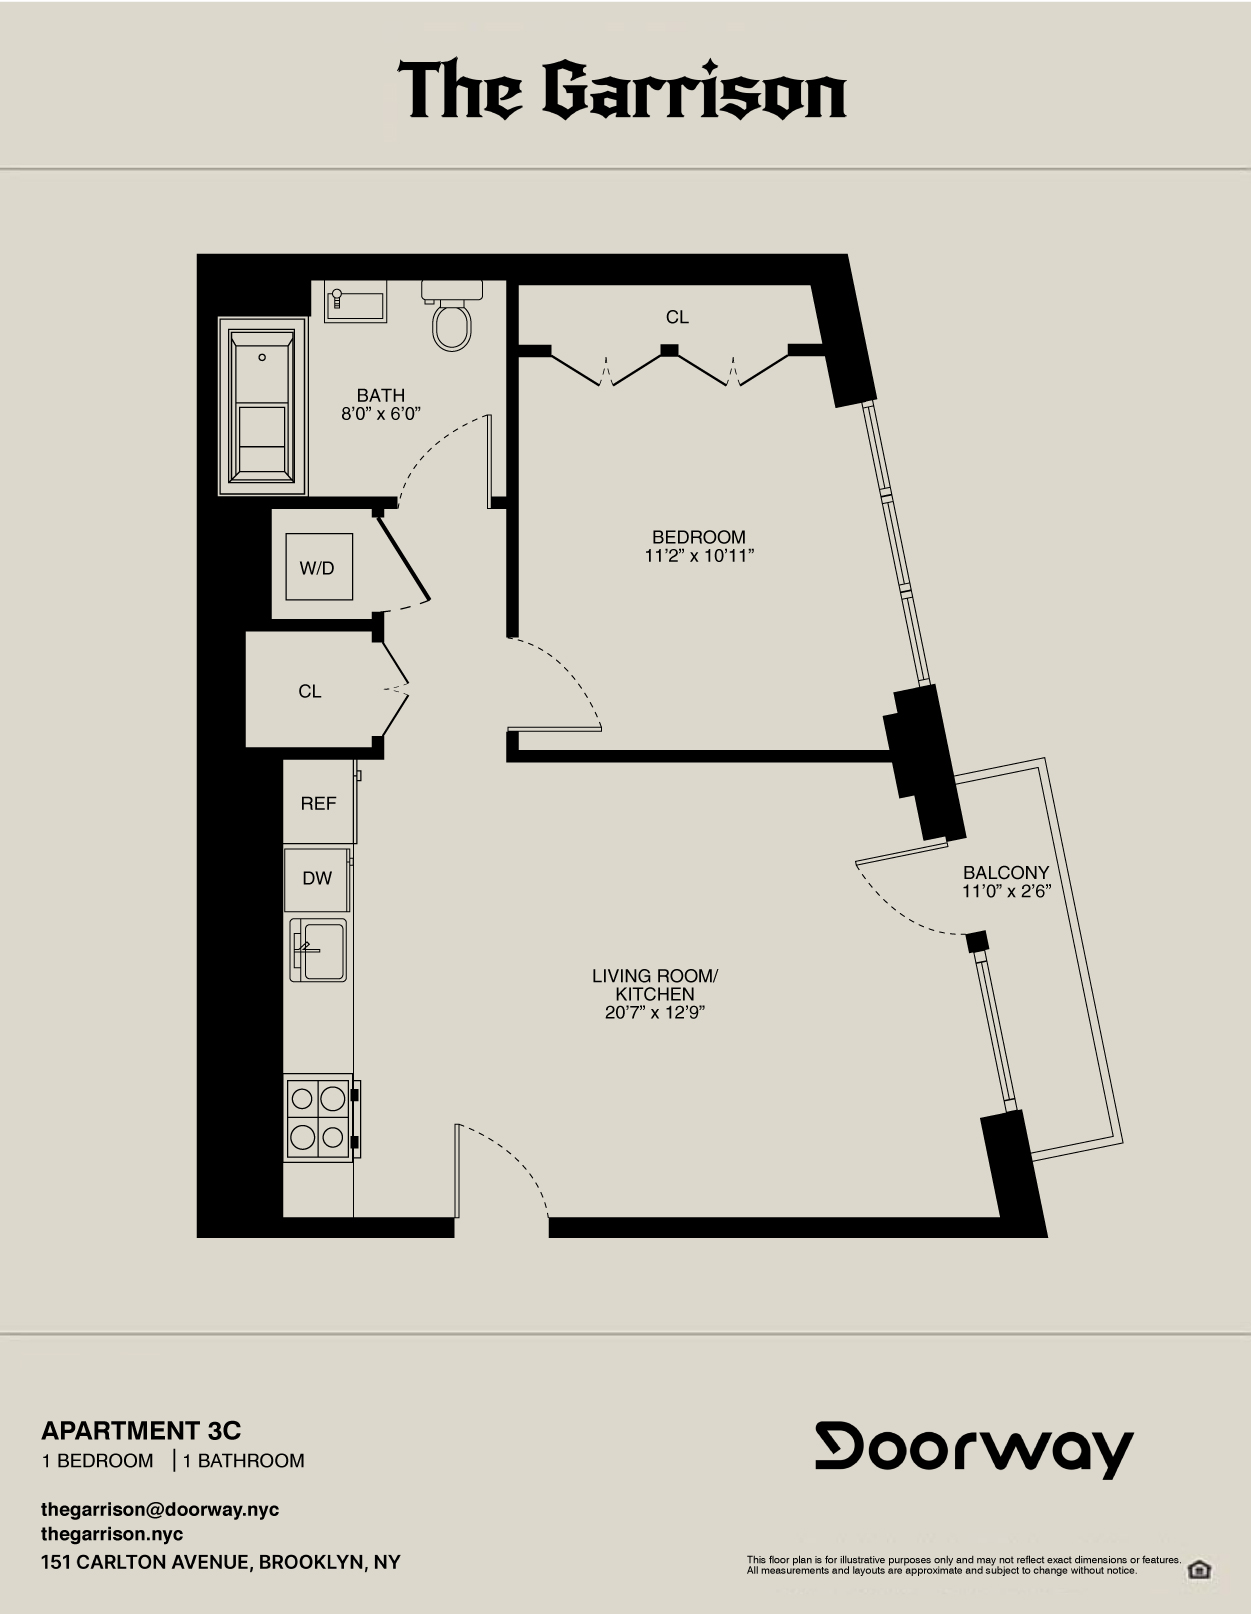 The Garrison
CL
BATH
8’0” x 6’0”
BEDROOM
11’2” x 10’11”
W/D
CL
REF
DW
BALCONY
11’0” x 2’6”
LIVING ROOM/
KITCHEN
20’7” x 12’9”
APARTMENT 3C
1 BEDROOM | 1 BATHROOM
Doorway
thegarrison@doorway.nyc
thegarrison.nyc
151 CARLTON AVENUE, BROOKLYN, NY
This floor plan is for illustrative purposes only and may not reflect exact dimensions or features.
All measurements and layouts are approximate and subject to change without notice.